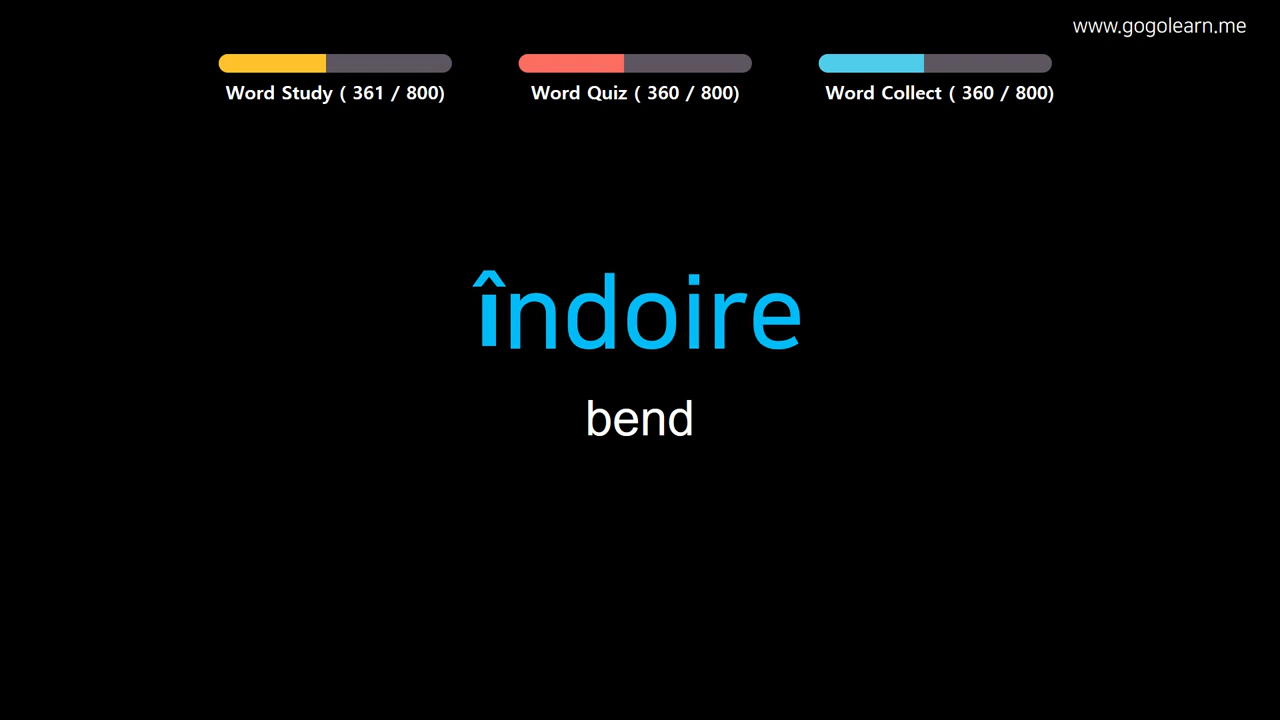 www.gogolearn.me
Word Study ( 361 / 800)
Word Quiz ( 360 / 800)
Word Collect ( 360 / 800)
îndoire
bend